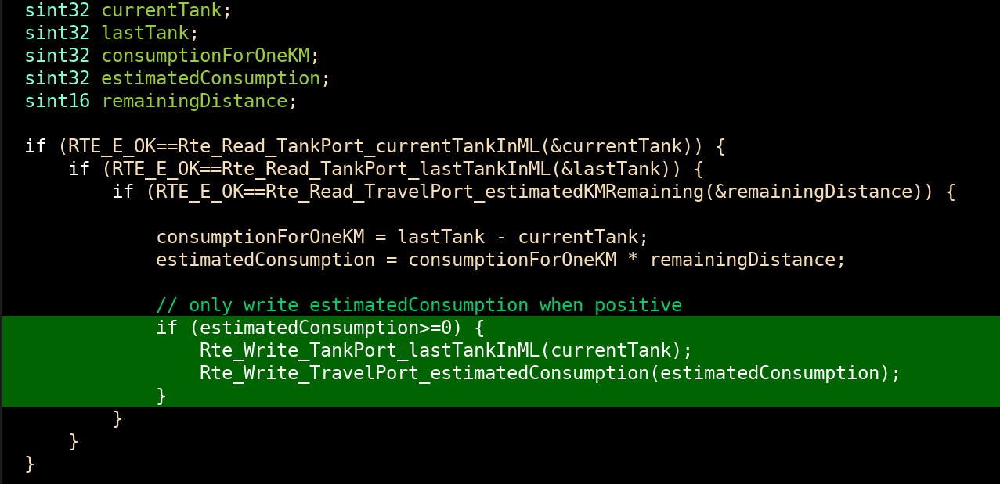 sint32 currentTank;
sint32 lastTank;
sint32 consumptionForOneKM;
sint32 estimatedConsumption;
sint16 remainingDistance;
if (RTE_E_OK==Rte_Read_TankPort_currentTankInML(&currentTank)) {
if (RTE_E_OK==Rte_Read_TankPort_lastTankInML(&lastTank)) {
if (RTE_E_OK==Rte_Read_TravelPort_estimatedKMRemaining(&remainingDistance)) {
consumptionForOneKM = lastTank - currentTank;
estimatedConsumption = consumptionForOneKM * remainingDistance;
// only write estimatedConsumption when positive
if (estimatedConsumption>=0) {
Rte_Write_TankPort_lastTankInML(currentTank);
Rte_Write_TravelPort_estimatedConsumption(estimatedConsumption);
}
}
}
}